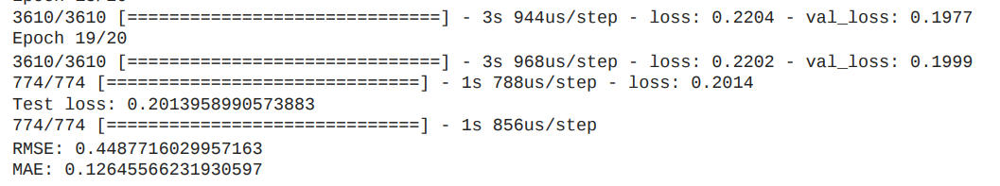 3610/3610 [==============================] - 3s 944us/step - loss: 0.2204 - val_loss: 0.1977
Epoch 19/20
3610/3610 [==============================] - 3s 968us/step - loss: 0.2202 - val_loss: 0.1999
774/774 [==============================] - 1s 788us/step - loss: 0.2014
Test loss: 0.2013958990573883
774/774 [==============================] - 1s 856us/step
RMSE: 0.4487716029957163
MAE: 0.12645566231930597